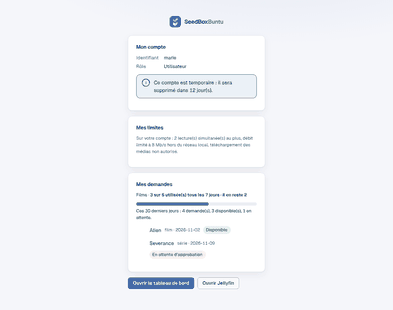 SeedBoxBuntu
Mon compte
Identifiant invite
Rôle Utilisateur
Ce compte est temporaire : il sera
supprimé dans 12 jour(s).
Mes limites
Sur votre compte : 2 lecture(s) simultanée(s) au plus, débit
limité à 8 Mb/s hors du réseau local, téléchargement des
médias non autorisé.
Mes demandes
Films : 3 sur 5 utilisée(s) tous les 7 jours · il en reste 2
Ces 30 derniers jours : 4 demande(s), 3 disponible(s), 1 en
attente.
Alien film 2026-11-02 Disponible
Severance série 2026-11-09
En attente d'approbation
Ouvrir le tableau de bord Ouvrir Jellyfin